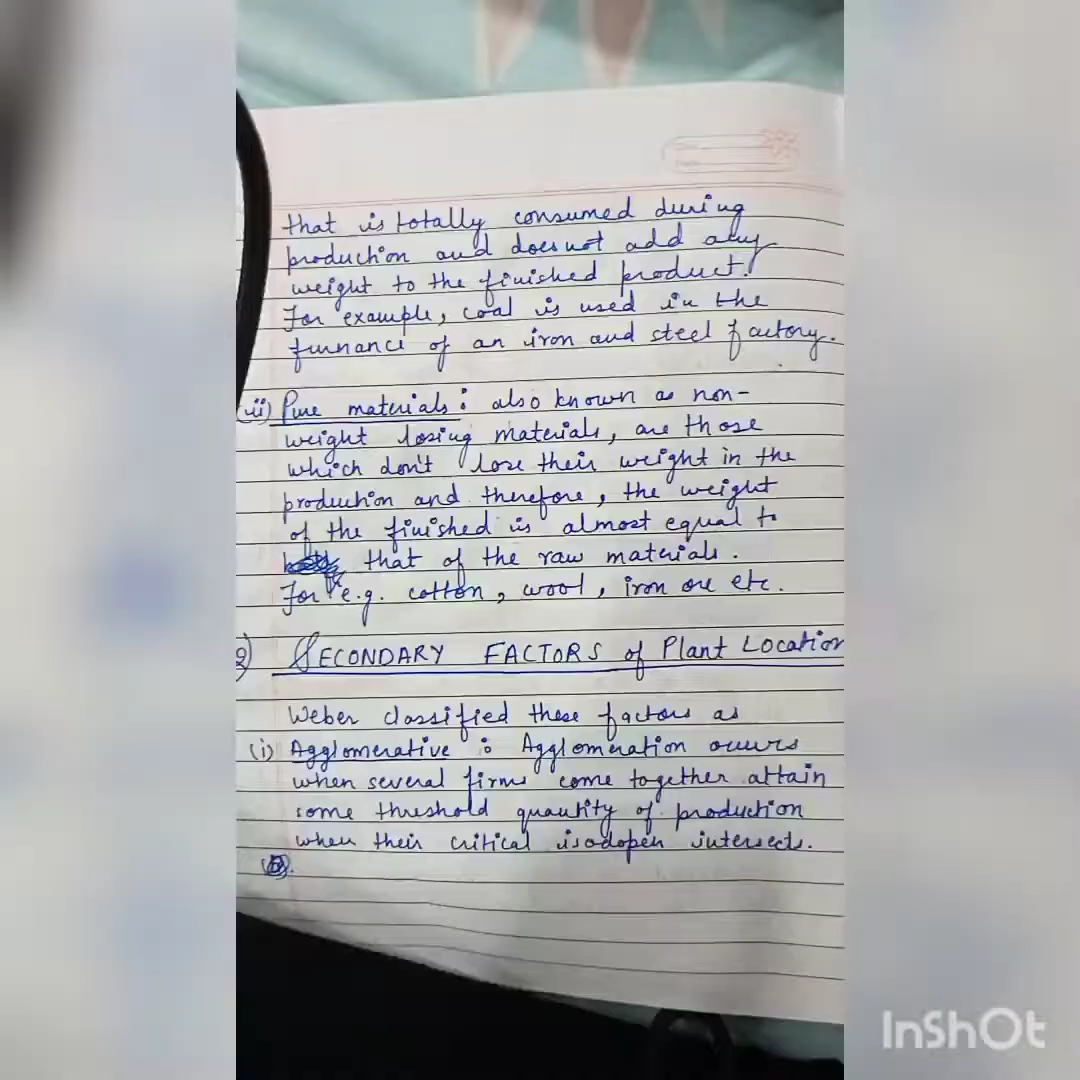 that is totally consumed during
production and does not add any
weight to the finished product.
For example, coal is used in the
furnance of an iron and steel factory.
(ii) Pure materials : also known as non-
weight losing materials, are those
which don't lose their weight in the
production and therefore, the weight
of the finished is almost equal to
that of the raw materials.
For e.g. cotton, wool, iron ore etc.
2) SECONDARY FACTORS of Plant Location
Weber classified these factors as
(i) Agglomerative : Agglomeration occurs
when several firms come together attain
some threshold quantity of production
when their critical isodopen intersects.
InShOt